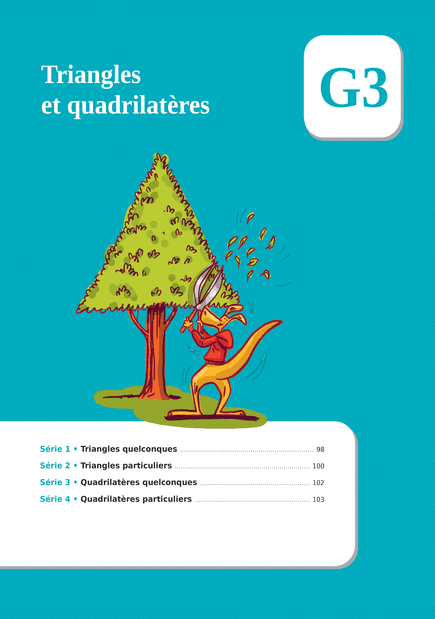 Triangles
et quadrilatères
G3
Série 1 • Triangles quelconques 98
Série 2 • Triangles particuliers 100
Série 3 • Quadrilatères quelconques 102
Série 4 • Quadrilatères particuliers 103